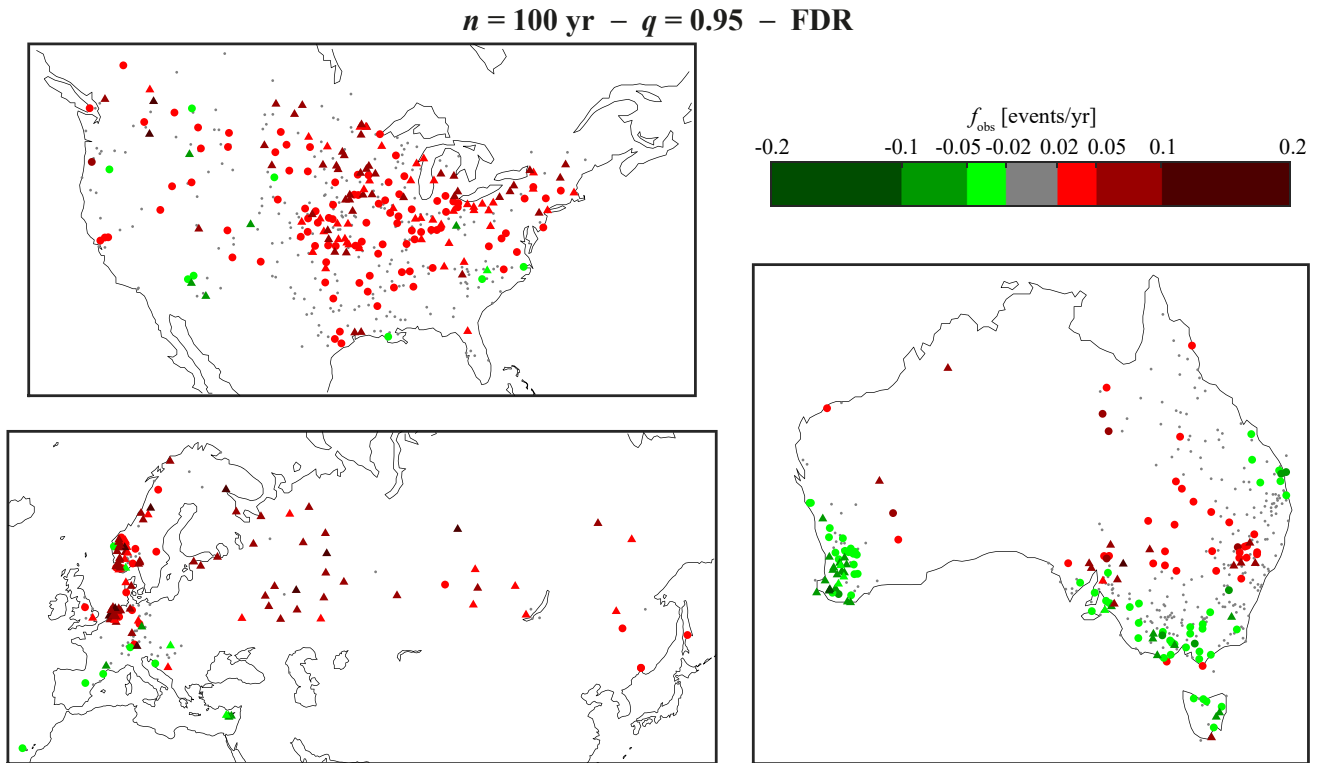 n = 100 yr – q = 0.95 – FDR
f_obs [events/yr]
-0.2 -0.1 -0.05 -0.02 0.02 0.05 0.1 0.2